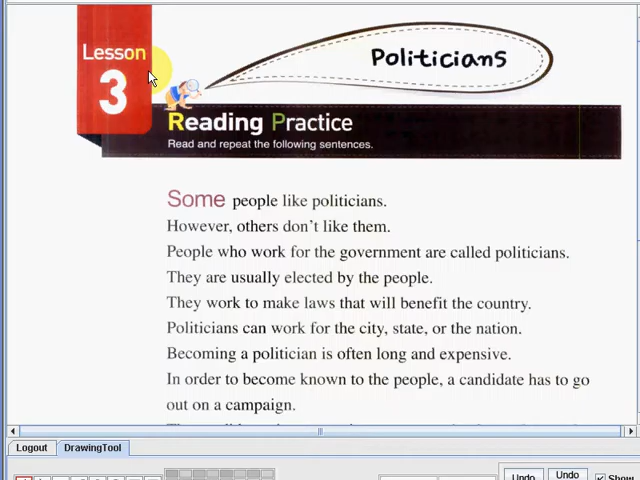 Lesson
3
Politicians
Reading Practice
Read and repeat the following sentences.
Some people like politicians.
However, others don't like them.
People who work for the government are called politicians.
They are usually elected by the people.
They work to make laws that will benefit the country.
Politicians can work for the city, state, or the nation.
Becoming a politician is often long and expensive.
In order to become known to the people, a candidate has to go
out on a campaign.
Logout DrawingTool
Undo Undo Show